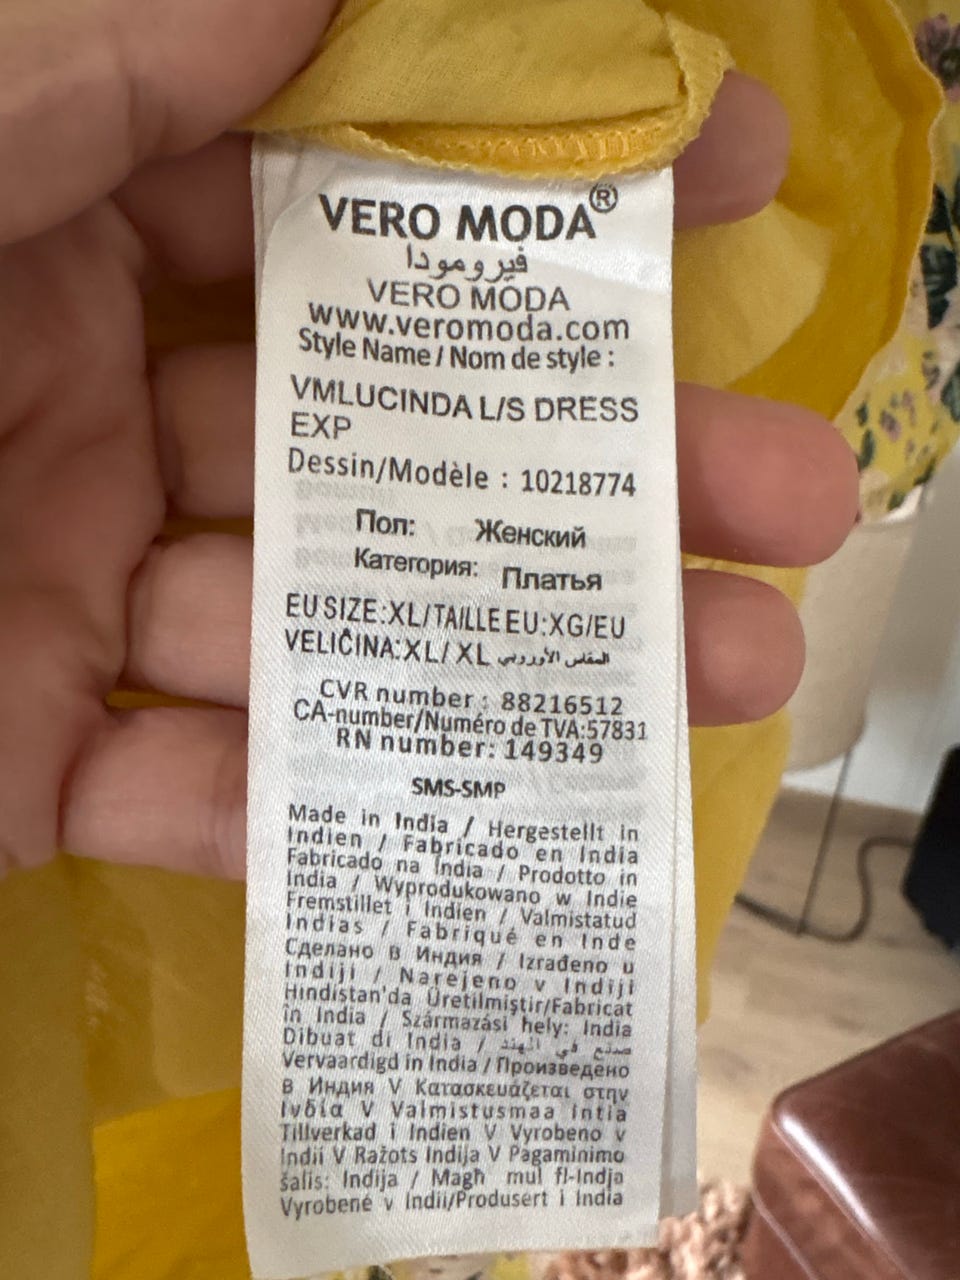 VERO MODA®
فيرومودا
VERO MODA
www.veromoda.com
Style Name / Nom de style :
VMLUCINDA L/S DRESS
EXP
Dessin/Modèle : 10218774
Пол: Женский
Категория: Платья
EU SIZE:XL/TAILLE EU:XG/EU
VELIČINA:XL/ XL المقاس الأوروبي
CVR number : 88216512
CA-number/Numéro de TVA:57831
RN number: 149349
SMS-SMP
Made in India / Hergestellt in
Indien / Fabricado en India
Fabricado na Índia / Prodotto in
India / Wyprodukowano w Indie
Fremstillet i Indien / Valmistatud
Indias / Fabriqué en Inde
Сделано в Индия / Izrađeno u
Indiji / Narejeno v Indiji
Hindistan'da Üretilmiştir/Fabricat
în India / Származási hely: India
Dibuat di India / صنع في الهند
Vervaardigd in India / Произведено
в Индия V Κατασκευάζεται στην
Ινδία V Valmistusmaa Intia
Tillverkad i Indien V Vyrobeno v
Indii V Ražots Indija V Pagaminimo
šalis: Indija / Magħ mul fl-Indja
Vyrobené v Indii/Produsert i India